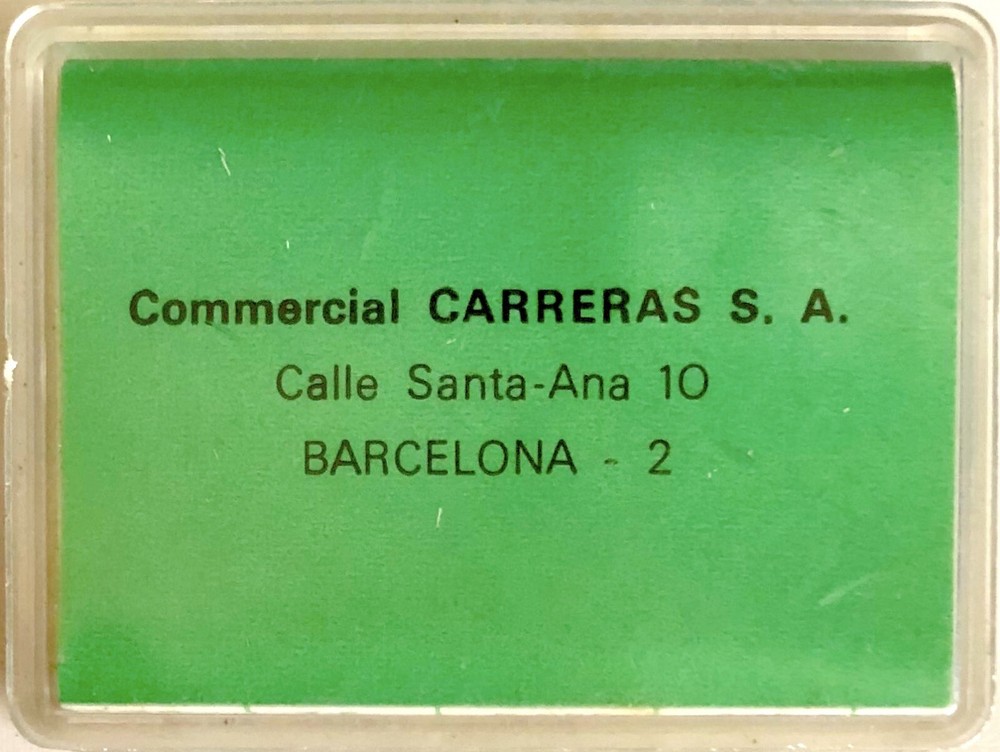 Commercial CARRERAS S. A.
Calle Santa-Ana 10
BARCELONA - 2